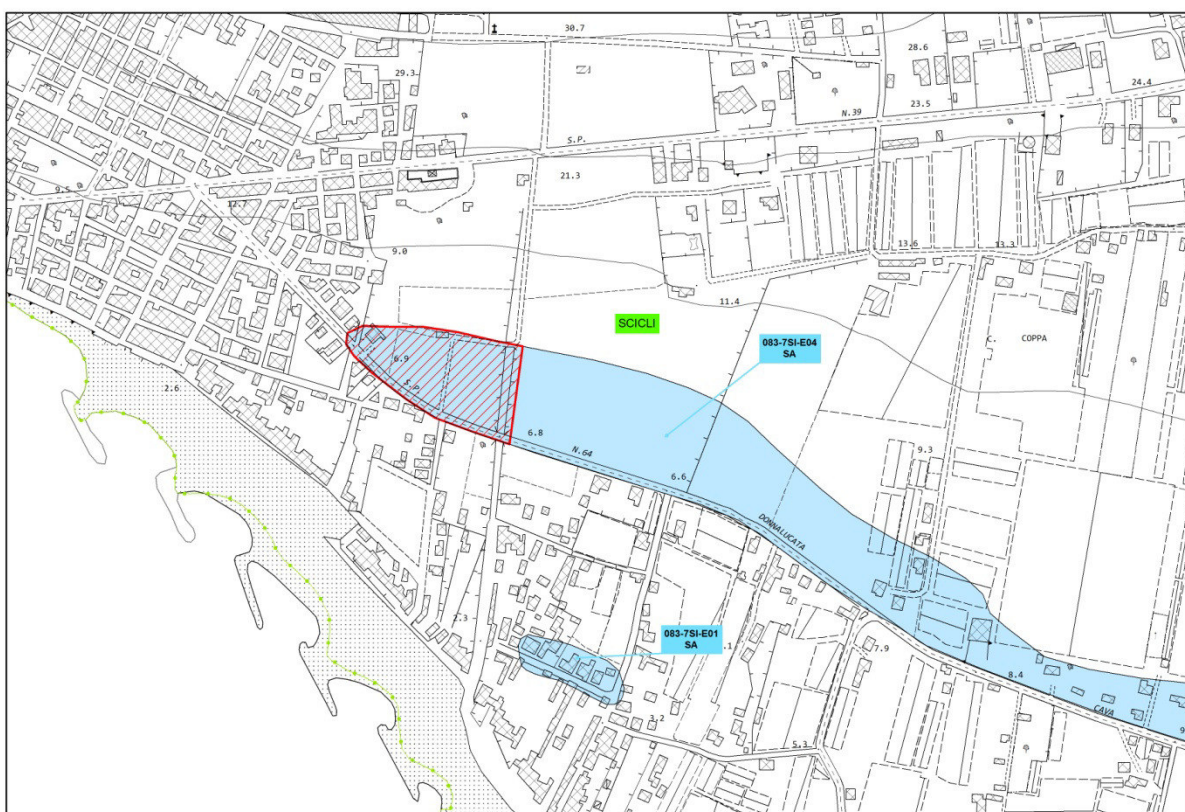 30.7
28.6
29.3
24.4
23.5
N.39
S.P.
21.3
9.5
12.7
9.0
13.6
13.3
11.4
SCICLI
083-7SI-E04
SA
C.
COPPA
6.9
S.P.
2.6
6.8
N.64
9.3
6.6
DONNALUCATA
2.3
083-7SI-E01
SA
.1
7.9
8.4
CAVA
3.2
5.3
9